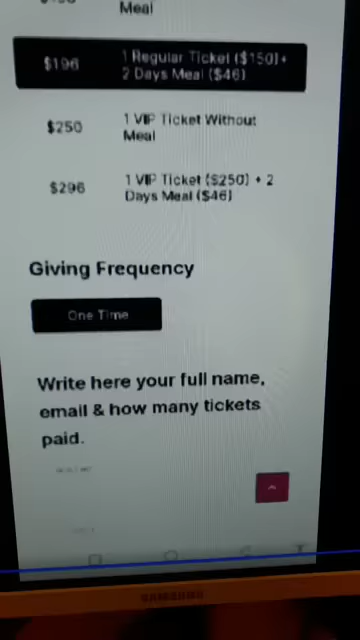 Meal
$196
1 Regular Ticket ($150) +
2 Days Meal ($46)
$250
1 VIP Ticket Without
Meal
$296
1 VIP Ticket ($250) + 2
Days Meal ($46)
Giving Frequency
One Time
Write here your full name,
email & how many tickets
paid.
SAMSUNG